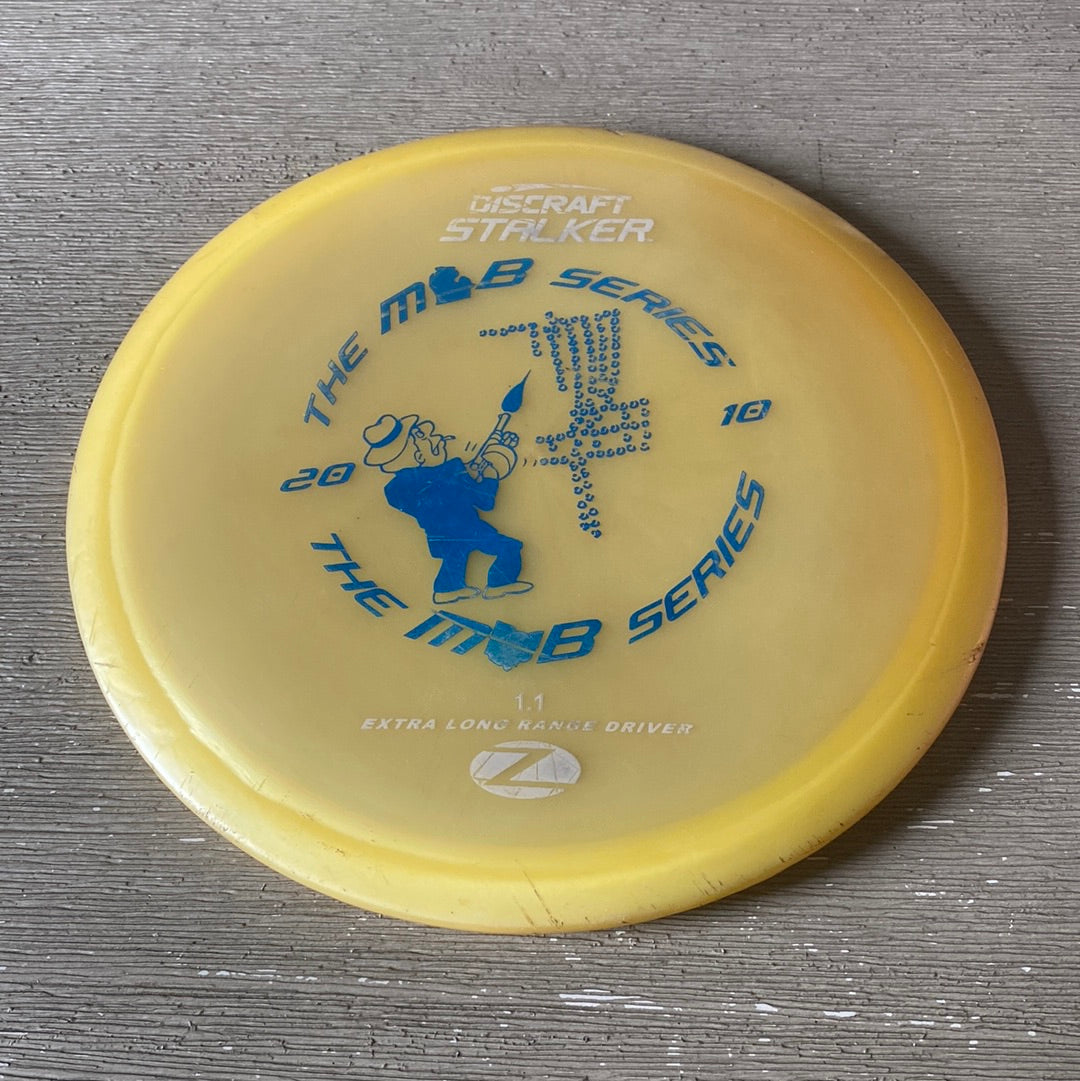 DISCRAFT
STALKER
THE MOB SERIES
20
10
THE MOB SERIES
1.1
EXTRA LONG RANGE DRIVER
Z